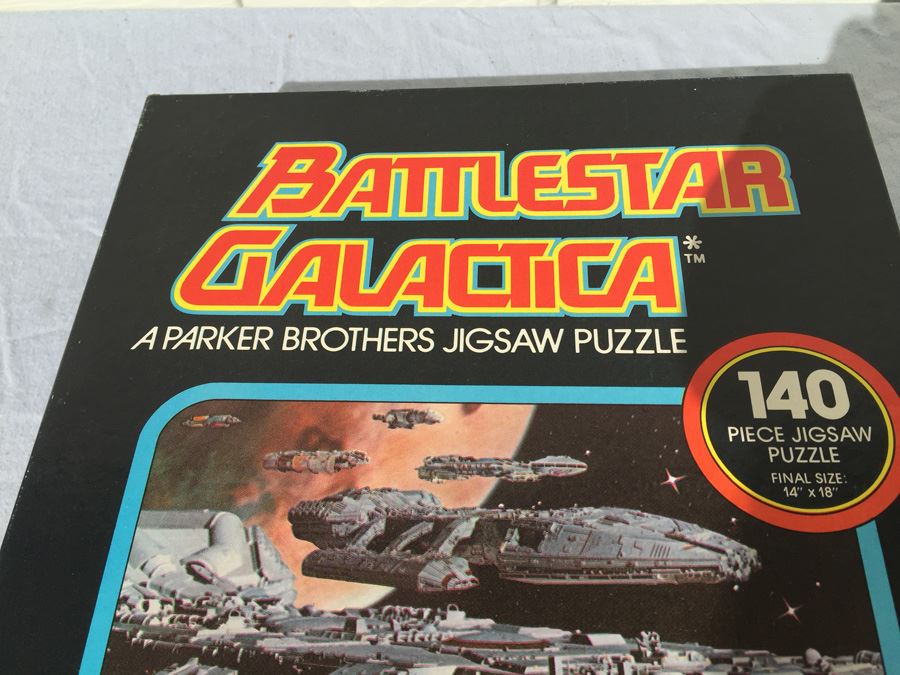 BATTLESTAR
GALACTICA*
TM
A PARKER BROTHERS JIGSAW PUZZLE
140
PIECE JIGSAW
PUZZLE
FINAL SIZE:
14" x 18"